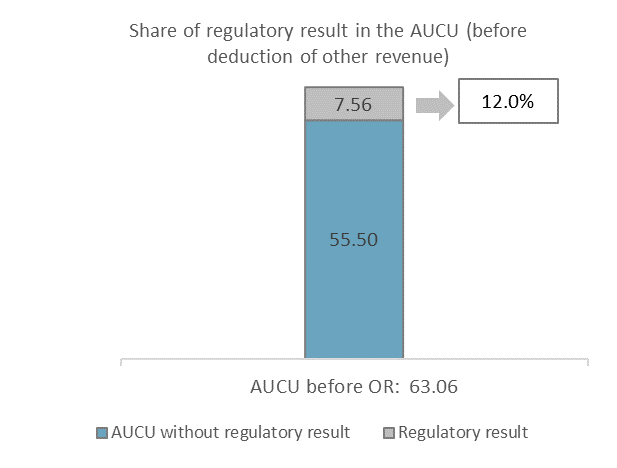 Share of regulatory result in the AUCU (before
deduction of other revenue)
7.56
12.0%
55.50
AUCU before OR:  63.06
AUCU without regulatory result
Regulatory result